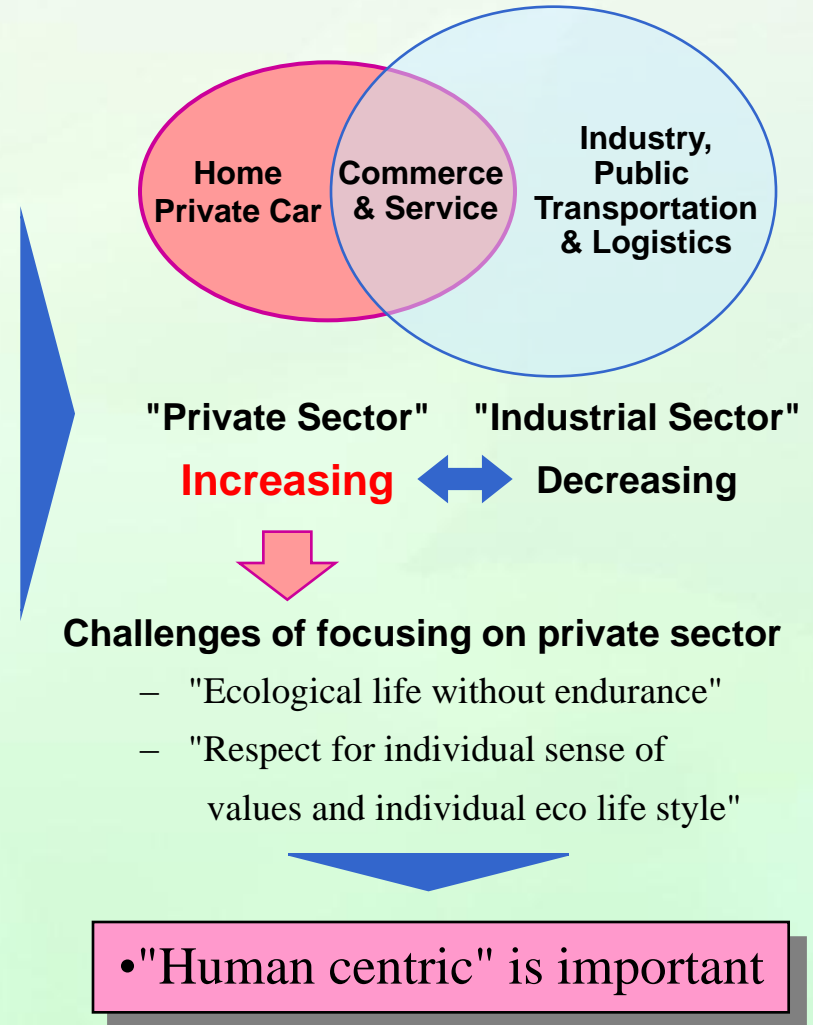 Home
Private Car
Commerce
& Service
Industry,
Public
Transportation
& Logistics
"Private Sector" "Industrial Sector"
Increasing Decreasing
Challenges of focusing on private sector
– "Ecological life without endurance"
– "Respect for individual sense of
values and individual eco life style"
•"Human centric" is important